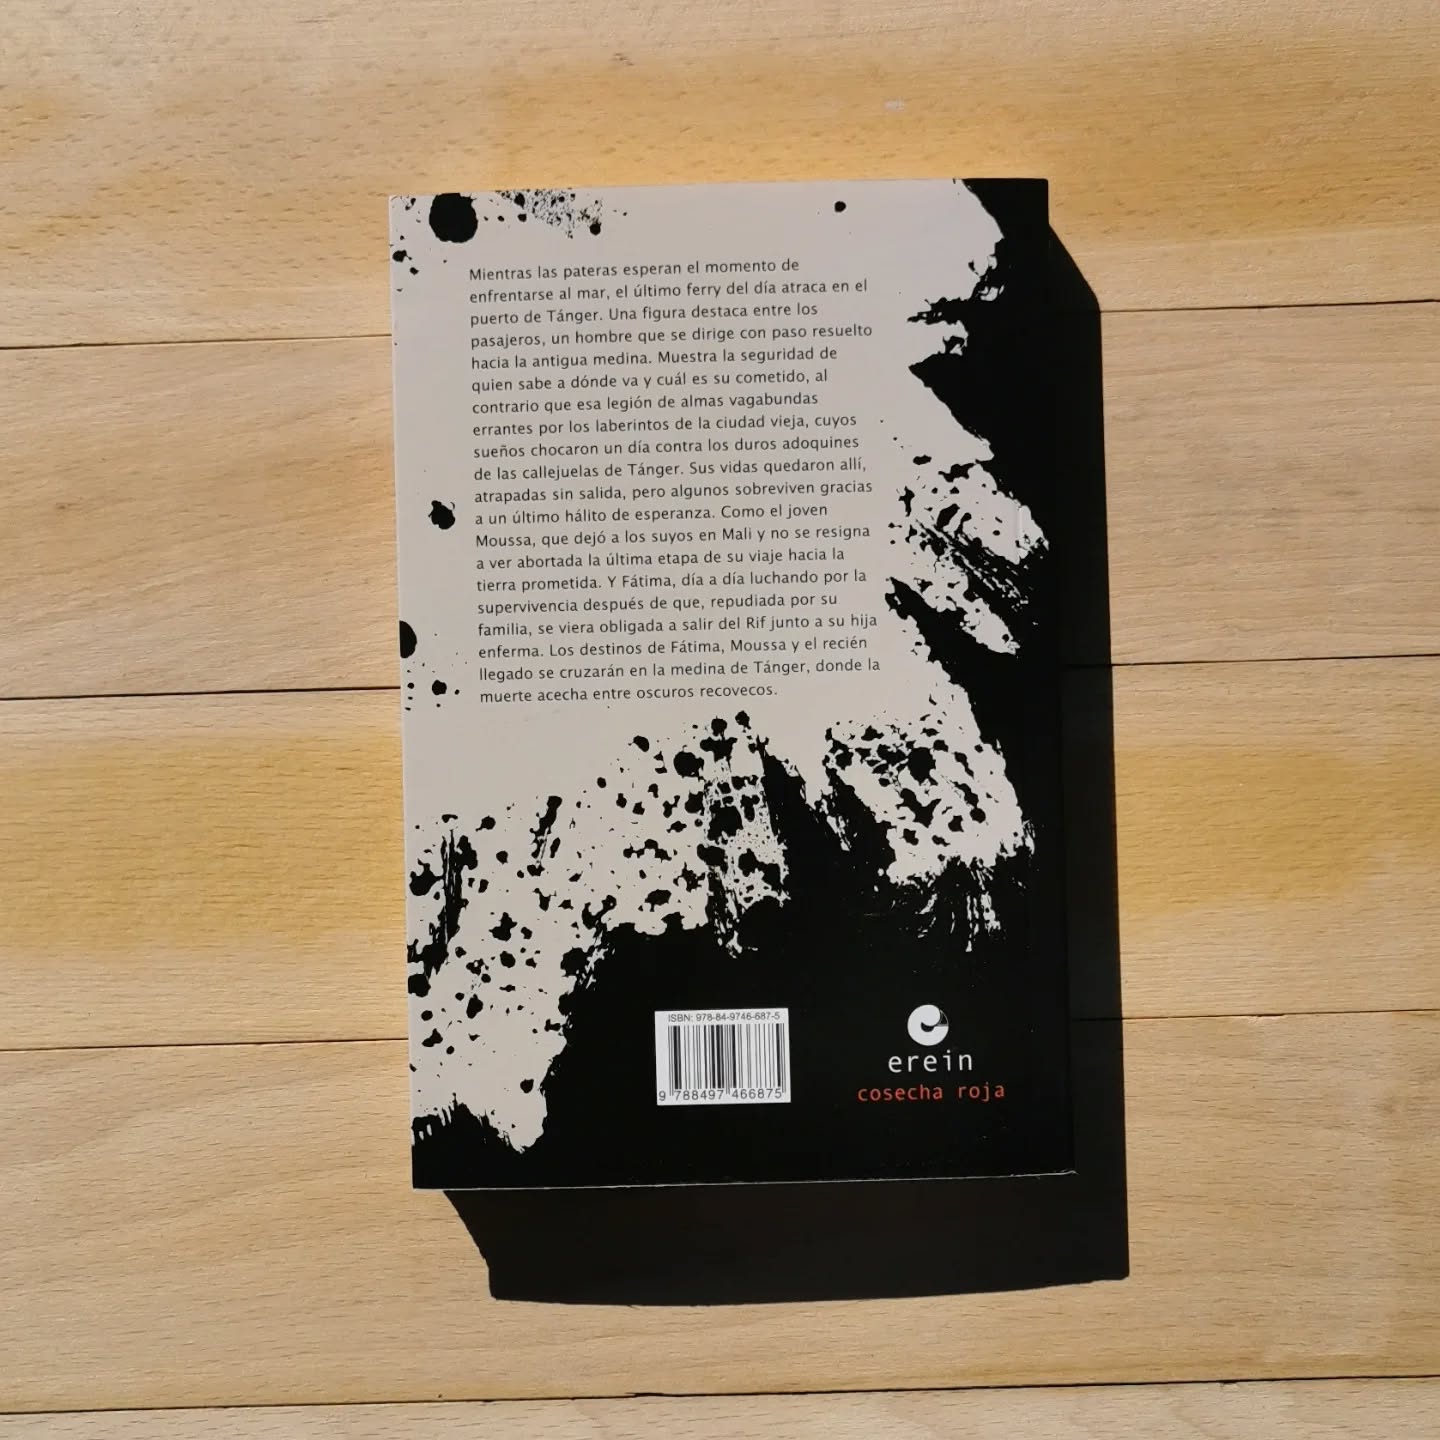 Mientras las pateras esperan el momento de
enfrentarse al mar, el último ferry del día atraca en el
puerto de Tánger. Una figura destaca entre los
pasajeros, un hombre que se dirige con paso resuelto
hacia la antigua medina. Muestra la seguridad de
quien sabe a dónde va y cuál es su cometido, al
contrario que esa legión de almas vagabundas
errantes por los laberintos de la ciudad vieja, cuyos
sueños chocaron un día contra los duros adoquines
de las callejuelas de Tánger. Sus vidas quedaron allí,
atrapadas sin salida, pero algunos sobreviven gracias
a un último hálito de esperanza. Como el joven
Moussa, que dejó a los suyos en Mali y no se resigna
a ver abortada la última etapa de su viaje hacia la
tierra prometida. Y Fátima, día a día luchando por la
supervivencia después de que, repudiada por su
familia, se viera obligada a salir del Rif junto a su hija
enferma. Los destinos de Fátima, Moussa y el recién
llegado se cruzarán en la medina de Tánger, donde la
muerte acecha entre oscuros recovecos.
ISBN: 978-84-9746-687-5
9 788497 466875
erein
cosecha roja